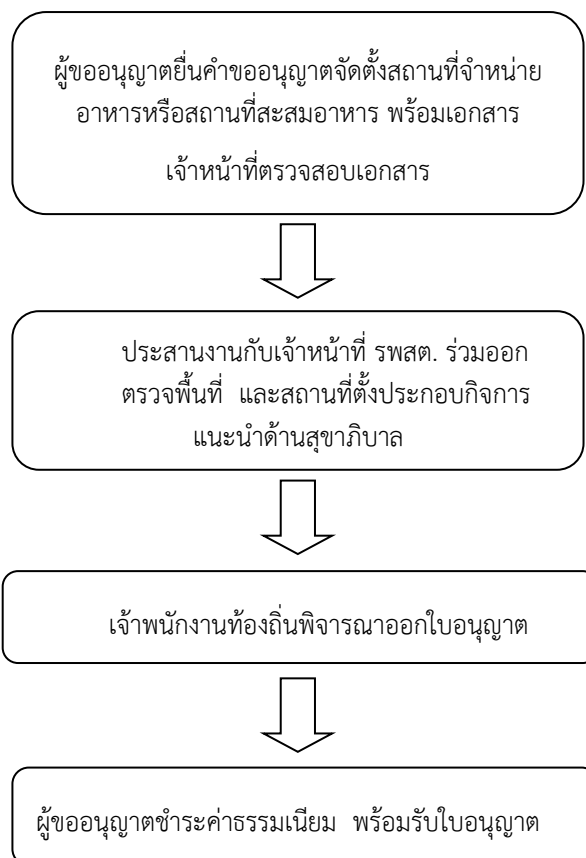 ผู้ขออนุญาตยื่นคำขออนุญาตจัดตั้งสถานที่จำหน่าย
อาหารหรือสถานที่สะสมอาหาร พร้อมเอกสาร
เจ้าหน้าที่ตรวจสอบเอกสาร
ประสานงานกับเจ้าหน้าที่ รพสต. ร่วมออก
ตรวจพื้นที่ และสถานที่ตั้งประกอบกิจการ
แนะนำด้านสุขาภิบาล
เจ้าพนักงานท้องถิ่นพิจารณาออกใบอนุญาต
ผู้ขออนุญาตชำระค่าธรรมเนียม พร้อมรับใบอนุญาต